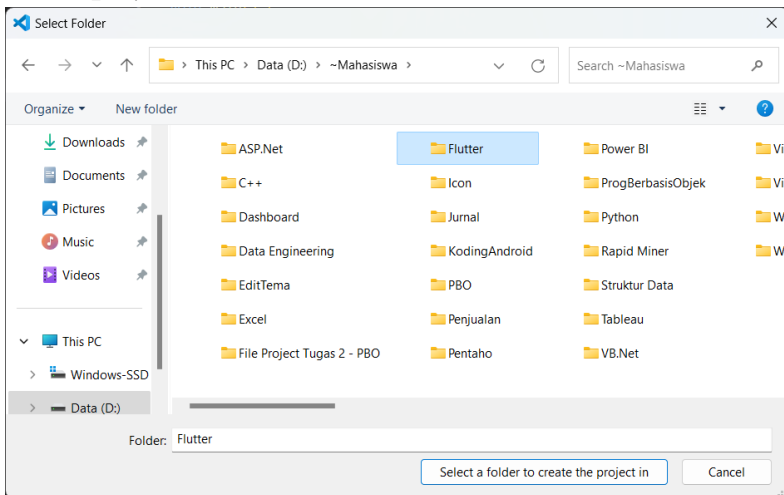 Select Folder
This PC > Data (D:) > ~Mahasiswa >
Search ~Mahasiswa
Organize
New folder
Downloads
Documents
Pictures
Music
Videos
This PC
Windows-SSD
Data (D:)
ASP.Net
C++
Dashboard
Data Engineering
EditTema
Excel
File Project Tugas 2 - PBO
Flutter
Icon
Jurnal
KodingAndroid
PBO
Penjualan
Pentaho
Power BI
ProgBerbasisObjek
Python
Rapid Miner
Struktur Data
Tableau
VB.Net
Vi
Vi
W
W
Folder: Flutter
Select a folder to create the project in
Cancel